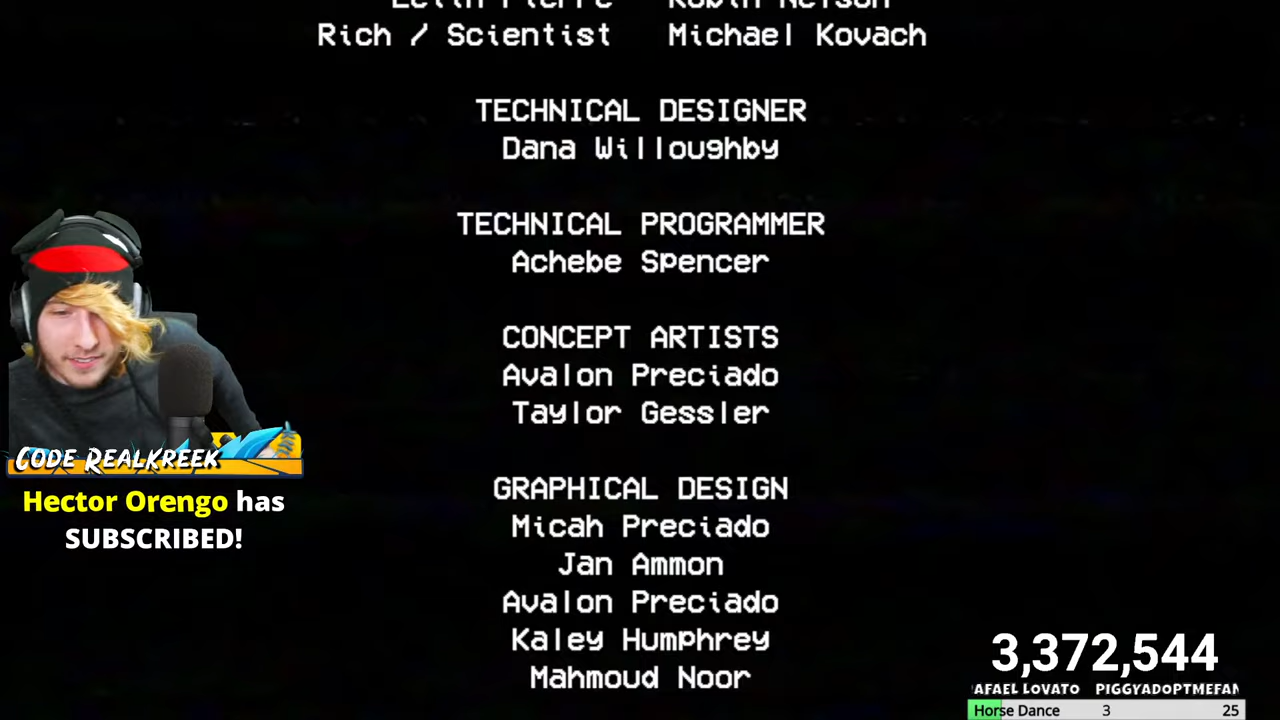 Rich / Scientist Michael Kovach
TECHNICAL DESIGNER
Dana Willoughby
TECHNICAL PROGRAMMER
Achebe Spencer
CONCEPT ARTISTS
Avalon Preciado
Taylor Gessler
GRAPHICAL DESIGN
Micah Preciado
Jan Ammon
Avalon Preciado
Kaley Humphrey
Mahmoud Noor
CODE REALKREEK
Hector Orengo has
SUBSCRIBED!
3,372,544
AFAEL LOVATO PIGGYADOPTMEFAN
Horse Dance 3 25